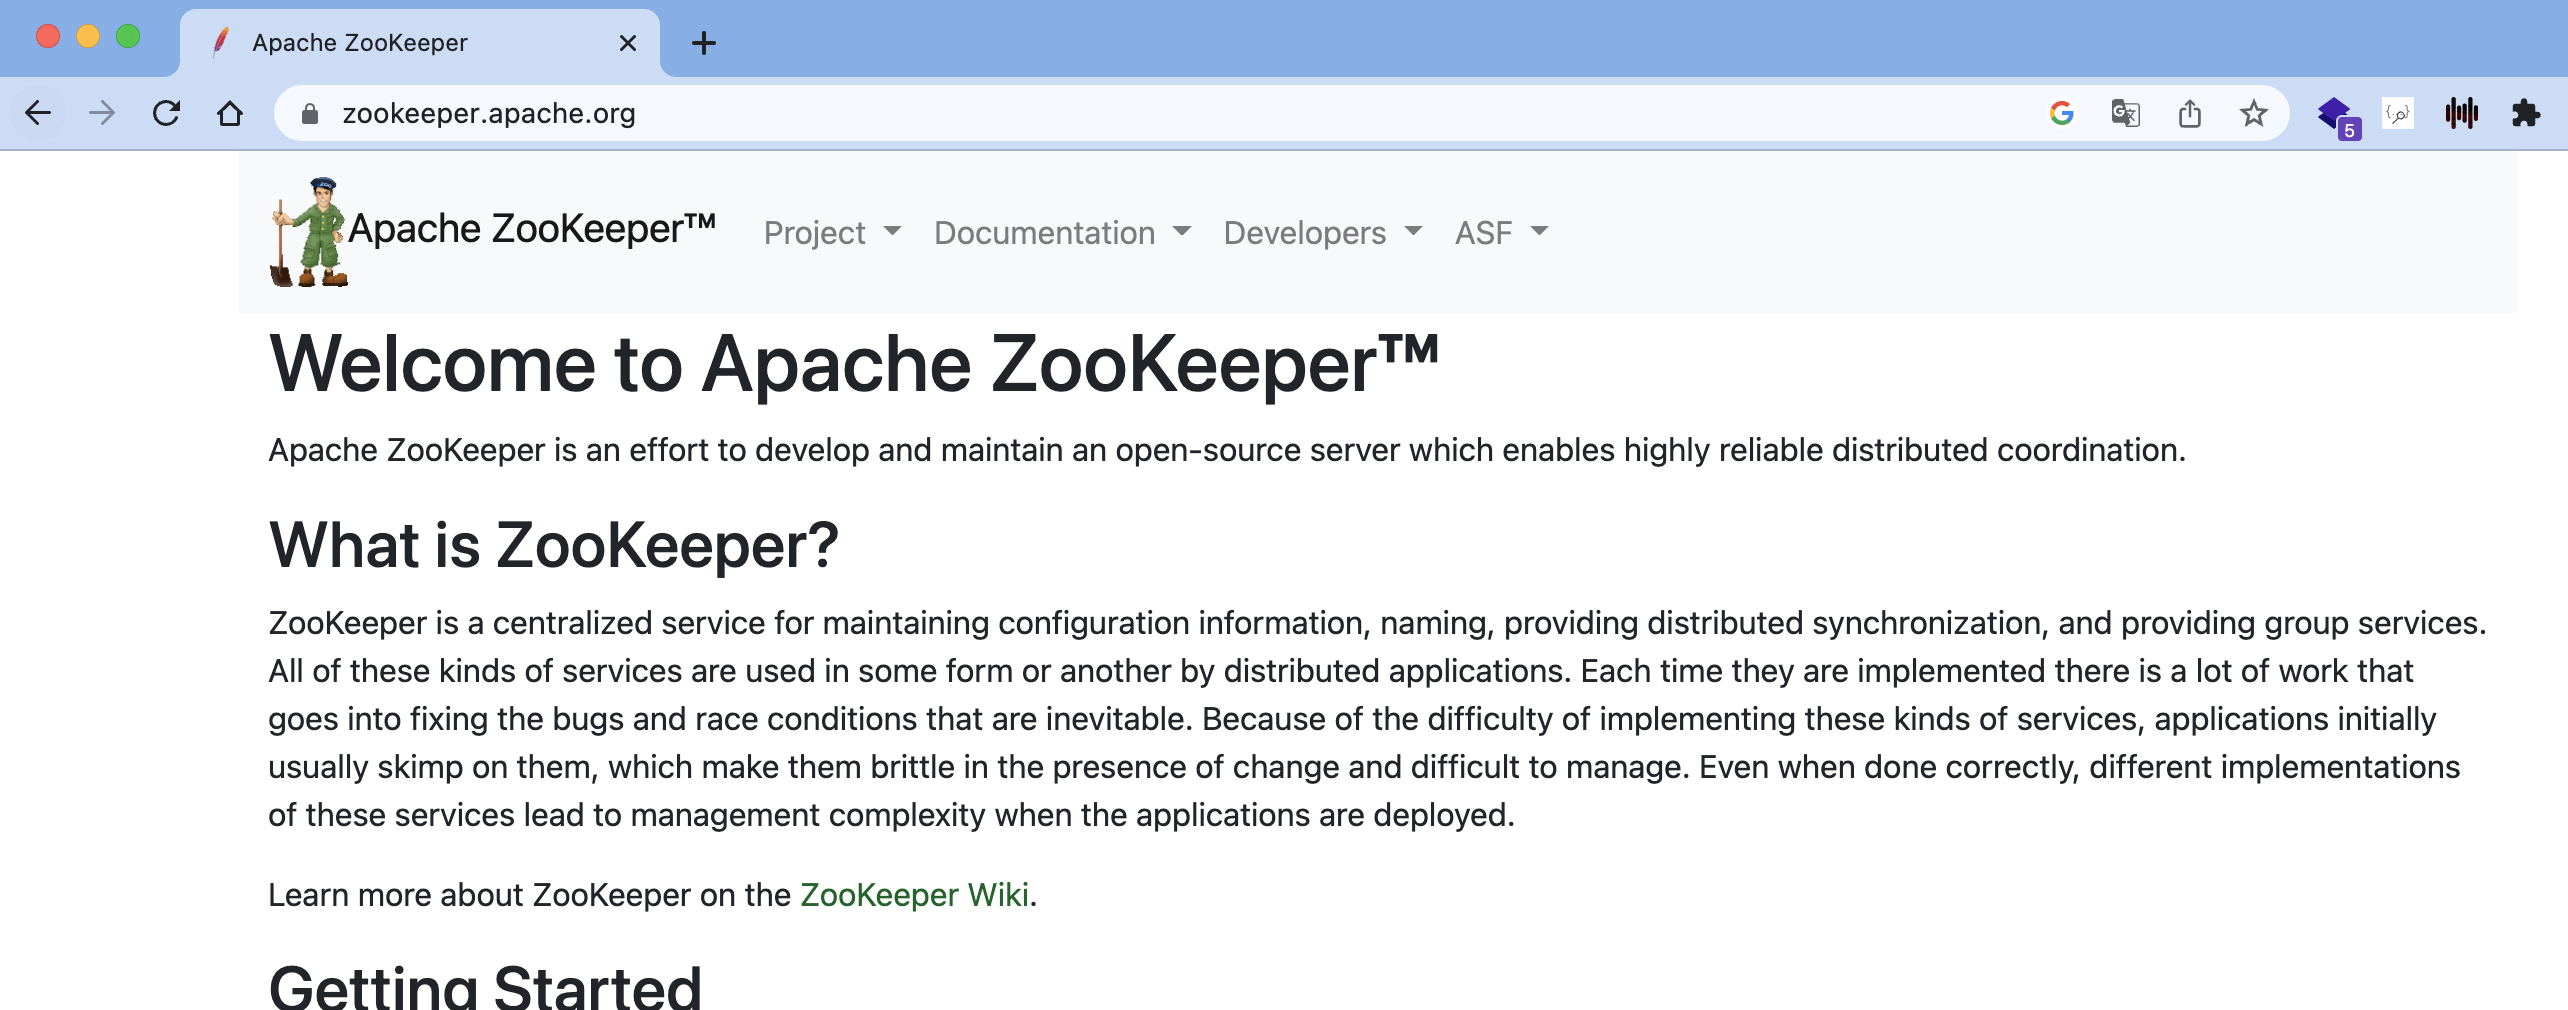 Apache ZooKeeper
zookeeper.apache.org
5
Apache ZooKeeper™ Project Documentation Developers ASF
Welcome to Apache ZooKeeper™
Apache ZooKeeper is an effort to develop and maintain an open-source server which enables highly reliable distributed coordination.
What is ZooKeeper?
ZooKeeper is a centralized service for maintaining configuration information, naming, providing distributed synchronization, and providing group services.
All of these kinds of services are used in some form or another by distributed applications. Each time they are implemented there is a lot of work that
goes into fixing the bugs and race conditions that are inevitable. Because of the difficulty of implementing these kinds of services, applications initially
usually skimp on them, which make them brittle in the presence of change and difficult to manage. Even when done correctly, different implementations
of these services lead to management complexity when the applications are deployed.
Learn more about ZooKeeper on the ZooKeeper Wiki.
Getting Started